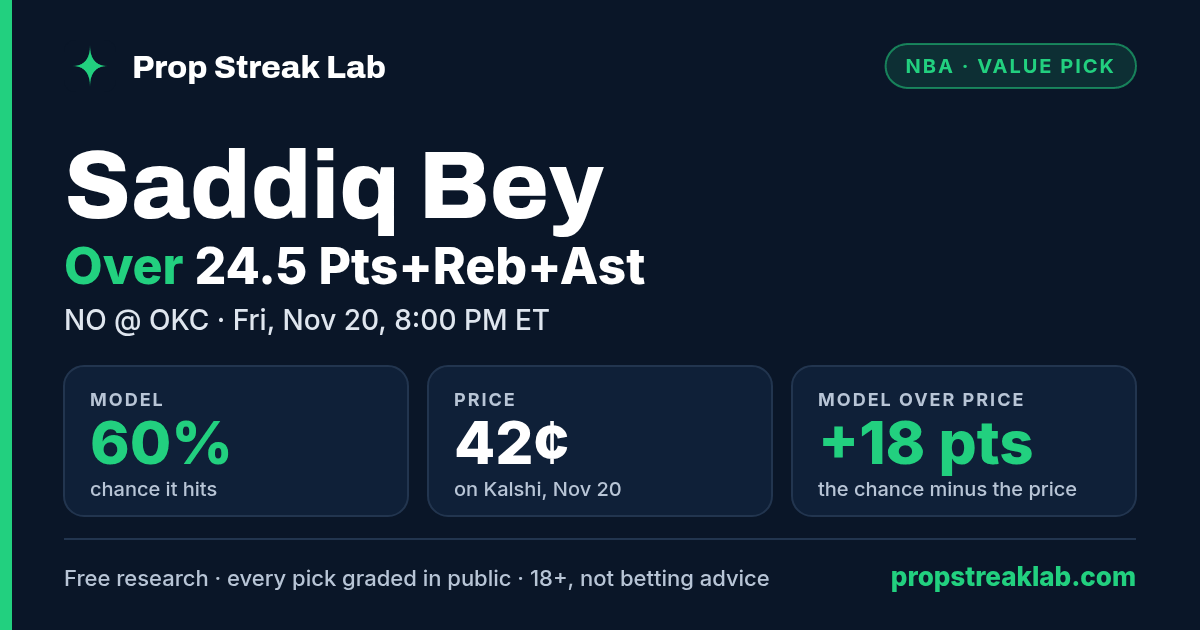 Prop Streak Lab
NBA · VALUE PICK
Saddiq Bey
Over 24.5 Pts+Reb+Ast
NO @ OKC · Fri, Nov 20, 8:00 PM ET
MODEL
60%
chance it hits
PRICE
42¢
on Kalshi, Nov 20
MODEL OVER PRICE
+18 pts
the chance minus the price
Free research · every pick graded in public · 18+, not betting advice
propstreaklab.com